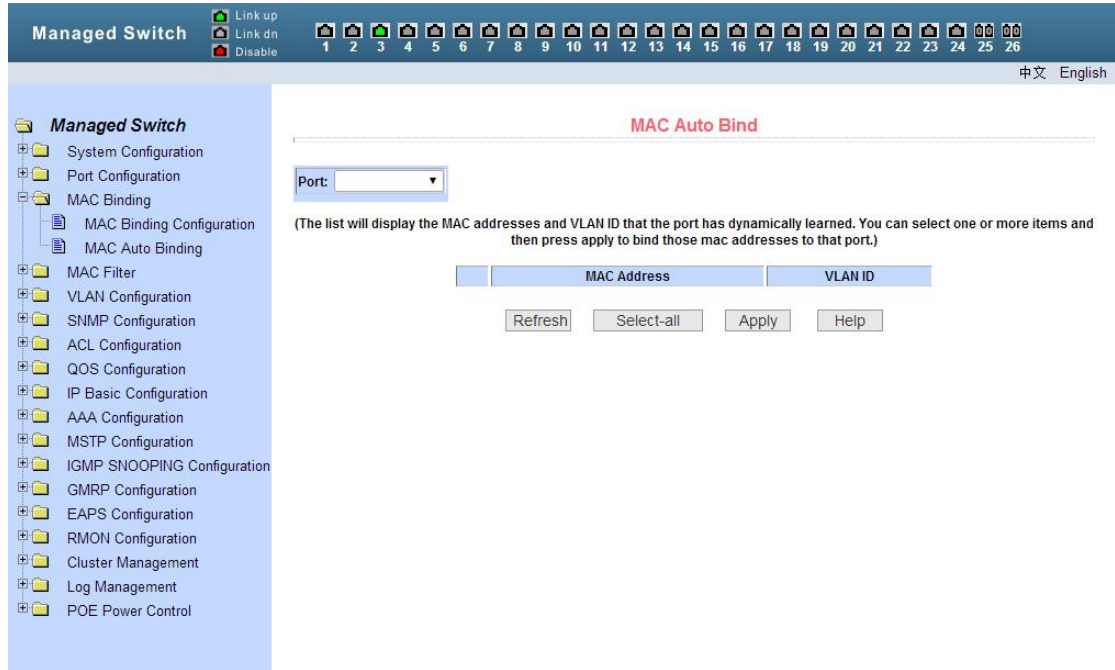 Managed Switch
Link up
Link dn
Disable
1 2 3 4 5 6 7 8 9 10 11 12 13 14 15 16 17 18 19 20 21 22 23 24 25 26
中文 English
Managed Switch
System Configuration
Port Configuration
MAC Binding
MAC Binding Configuration
MAC Auto Binding
MAC Filter
VLAN Configuration
SNMP Configuration
ACL Configuration
QOS Configuration
IP Basic Configuration
AAA Configuration
MSTP Configuration
IGMP SNOOPING Configuration
GMRP Configuration
EAPS Configuration
RMON Configuration
Cluster Management
Log Management
POE Power Control
MAC Auto Bind
Port:
(The list will display the MAC addresses and VLAN ID that the port has dynamically learned. You can select one or more items and
then press apply to bind those mac addresses to that port.)
MAC Address VLAN ID
Refresh Select-all Apply Help